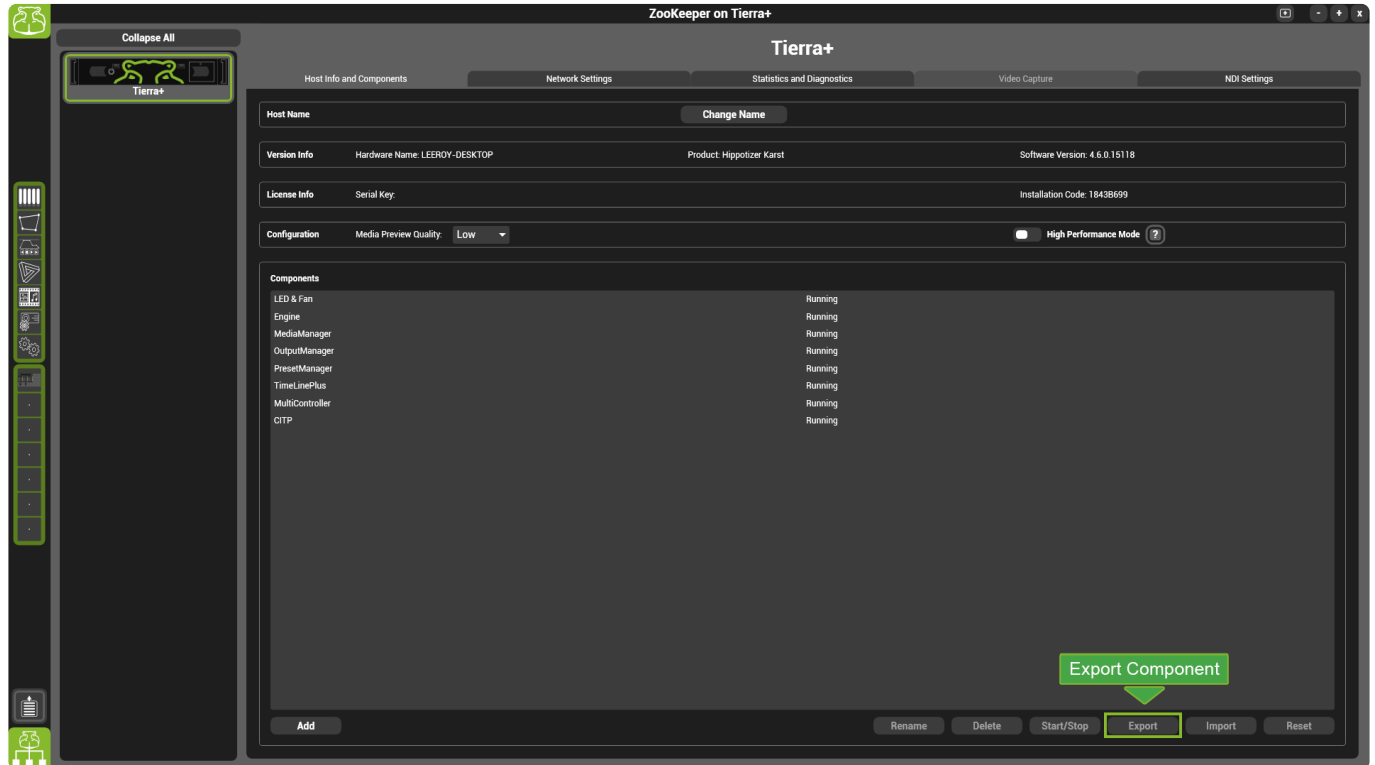 ZooKeeper on Tierra+
Collapse All
Tierra+
Tierra+
Host Info and Components Network Settings Statistics and Diagnostics Video Capture NDI Settings
Host Name Change Name
Version Info Hardware Name: LEEROY-DESKTOP Product: Hippotizer Karst Software Version: 4.6.0.15118
License Info Serial Key: Installation Code: 1843B699
Configuration Media Preview Quality: Low High Performance Mode ?
Components
LED & Fan Running
Engine Running
MediaManager Running
OutputManager Running
PresetManager Running
TimeLinePlus Running
MultiController Running
CITP Running
Export Component
Add Rename Delete Start/Stop Export Import Reset